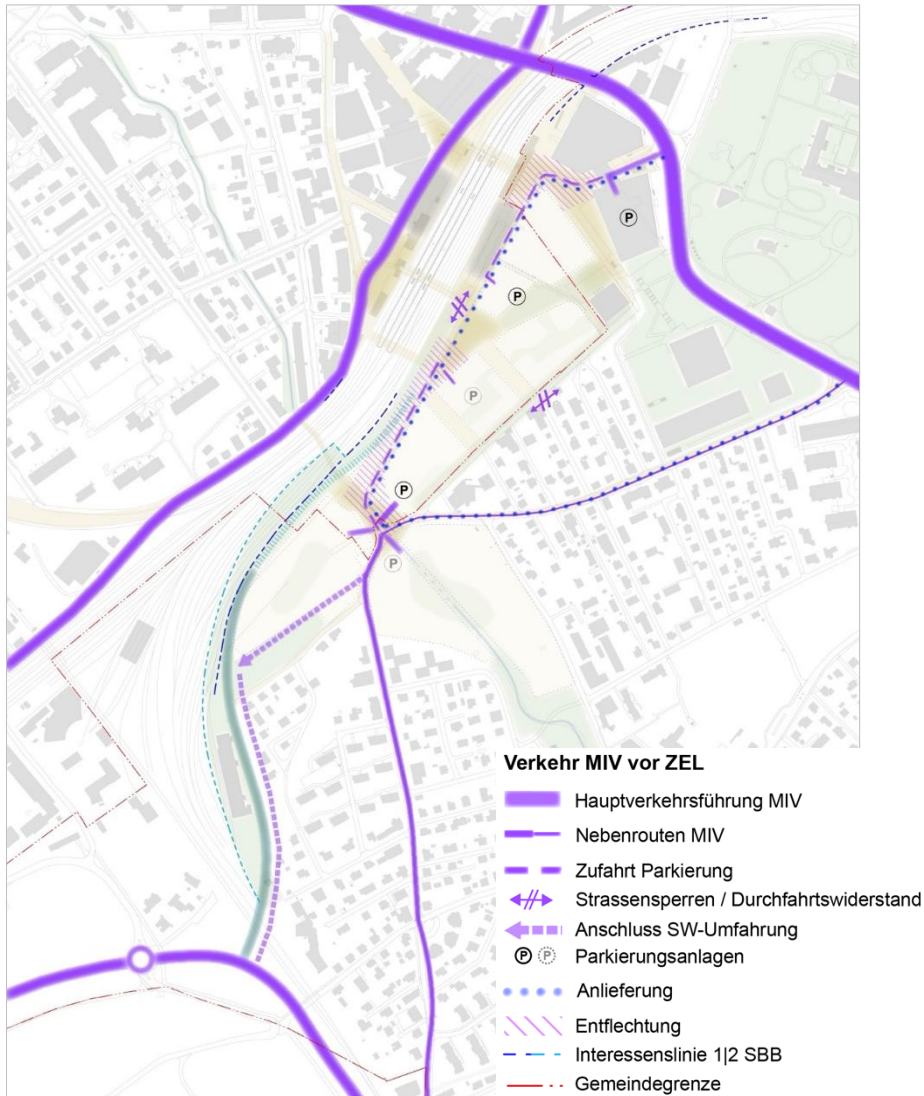 P
P
P
P
P
Verkehr MIV vor ZEL
Hauptverkehrsführung MIV
Nebenrouten MIV
Zufahrt Parkierung
Strassensperren / Durchfahrtswiderstand
Anschluss SW-Umfahrung
P P Parkierungsanlagen
Anlieferung
Entflechtung
Interessenslinie 1|2 SBB
Gemeindegrenze